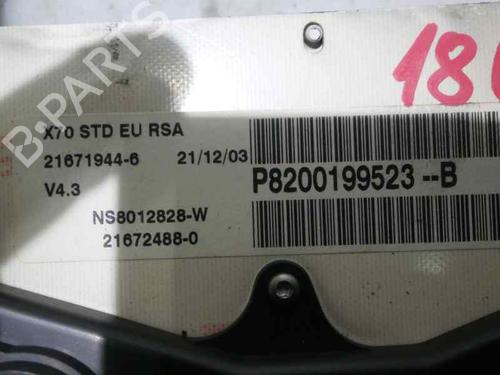 18
X70 STD EU RSA
21671944-6 21/12/03
V4.3
P8200199523--B
NS8012828-W
21672488-0
B-PARTS